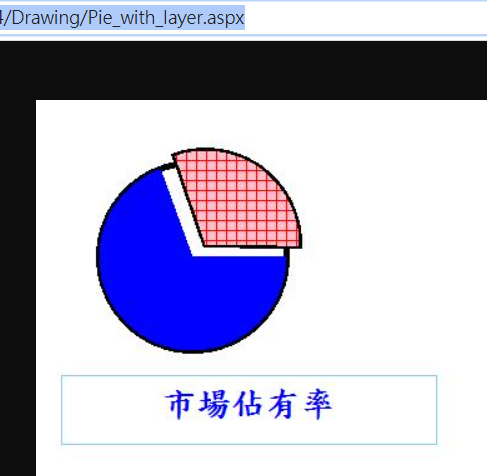 4/Drawing/Pie_with_layer.aspx
市場佔有率